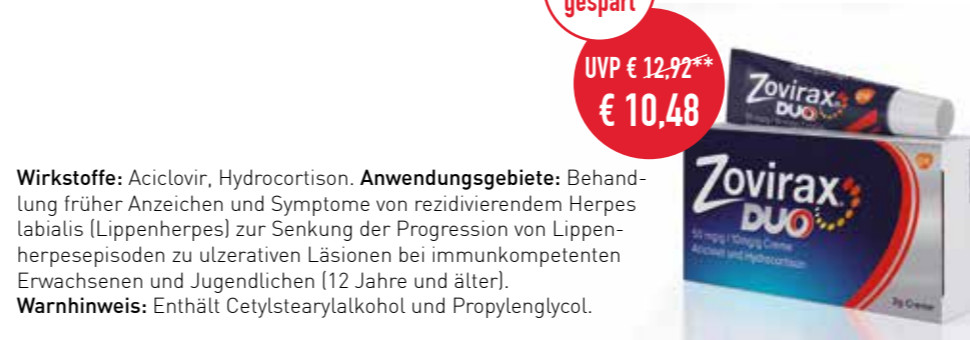 gespart
UVP € 12,92**
€ 10,48
Zovirax
DUO
Zovirax
DUO
50 mg/g / 10mg/g Creme
Aciclovir und Hydrocortison
2g Creme
Wirkstoffe: Aciclovir, Hydrocortison. Anwendungsgebiete: Behand-
lung früher Anzeichen und Symptome von rezidivierendem Herpes
labialis (Lippenherpes) zur Senkung der Progression von Lippen-
herpesepisoden zu ulzerativen Läsionen bei immunkompetenten
Erwachsenen und Jugendlichen (12 Jahre und älter).
Warnhinweis: Enthält Cetylstearylalkohol und Propylenglycol.